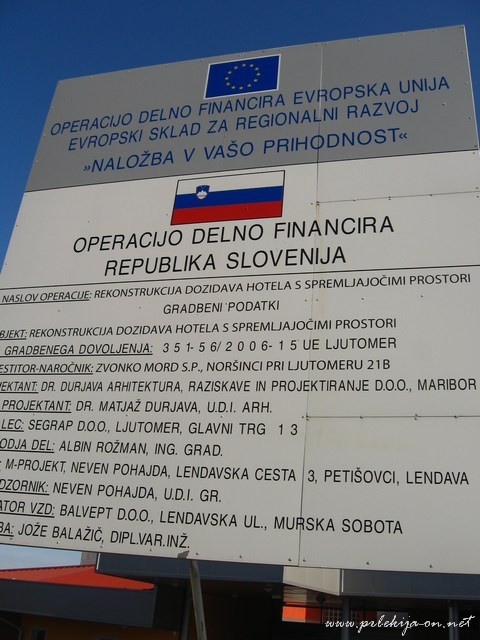 OPERACIJO DELNO FINANCIRA EVROPSKA UNIJA
EVROPSKI SKLAD ZA REGIONALNI RAZVOJ
»NALOŽBA V VAŠO PRIHODNOST«
OPERACIJO DELNO FINANCIRA
REPUBLIKA SLOVENIJA
NASLOV OPERACIJE: REKONSTRUKCIJA DOZIDAVA HOTELA S SPREMLJAJOČIMI PROSTORI
GRADBENI PODATKI
BJEKT: REKONSTRUKCIJA DOZIDAVA HOTELA S SPREMLJAJOČIMI PROSTORI
GRADBENEGA DOVOLJENJA: 351-56/2006-15 UE LJUTOMER
ESTITOR-NAROČNIK: ZVONKO MORD S.P., NORŠINCI PRI LJUTOMERU 21B
EKTANT: DR. DURJAVA ARHITEKTURA, RAZISKAVE IN PROJEKTIRANJE D.O.O., MARIBOR
PROJEKTANT: DR. MATJAŽ DURJAVA, U.D.I. ARH.
LEC: SEGRAP D.O.O., LJUTOMER, GLAVNI TRG 13
ODJA DEL: ALBIN ROŽMAN, ING. GRAD.
: M-PROJEKT, NEVEN POHAJDA, LENDAVSKA CESTA 3, PETIŠOVCI, LENDAVA
DZORNIK: NEVEN POHAJDA, U.D.I. GR.
ATOR VZD: BALVEPT D.O.O., LENDAVSKA UL., MURSKA SOBOTA
BA: JOŽE BALAŽIČ, DIPL.VAR.INŽ.
www.prlekija-on.net